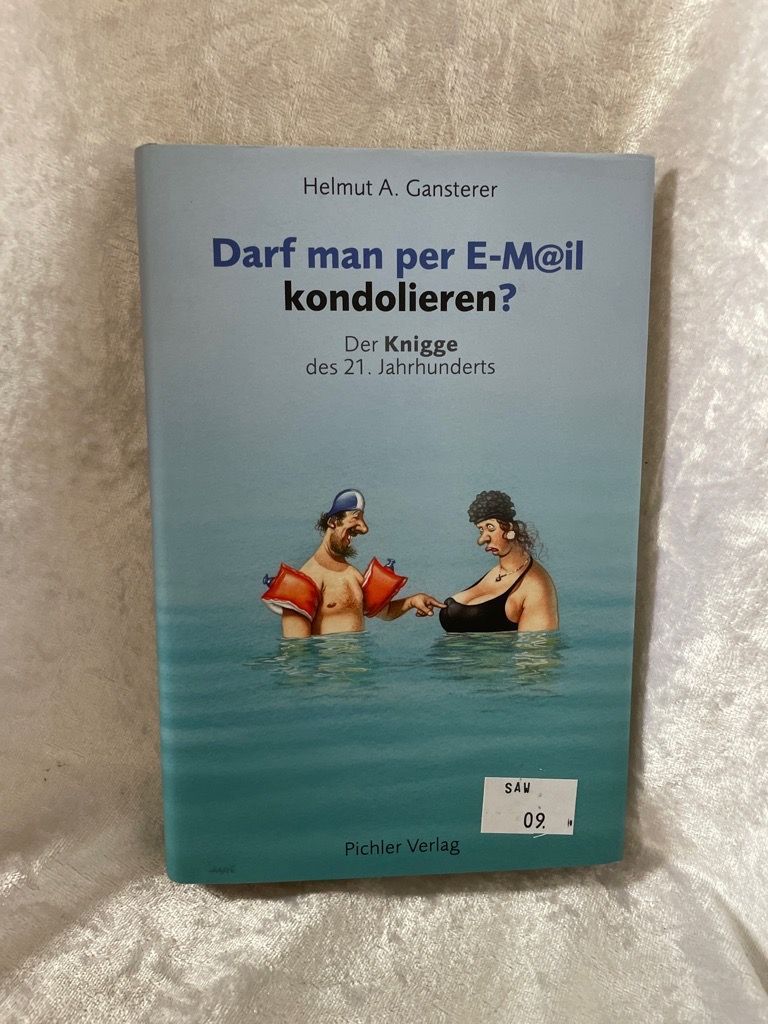 Helmut A. Gansterer
Darf man per E-M@il
kondolieren?
Der Knigge
des 21. Jahrhunderts
SAW
09.
Pichler Verlag